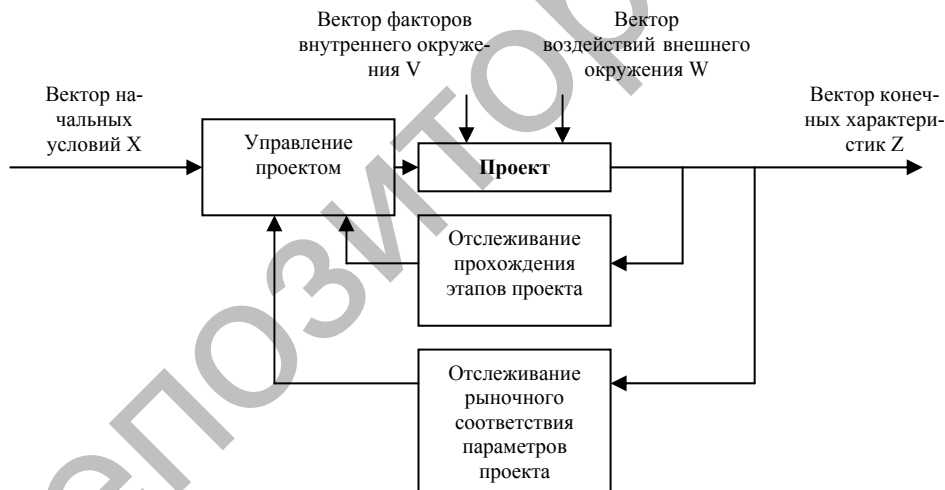 Вектор факторов
внутреннего окруже-
ния V
Вектор
воздействий внешнего
окружения W
Вектор на-
чальных
условий X
Вектор конеч-
ных характери-
стик Z
Управление
проектом
Проект
Отслеживание
прохождения
этапов проекта
Отслеживание
рыночного
соответствия
параметров
проекта
епозитор